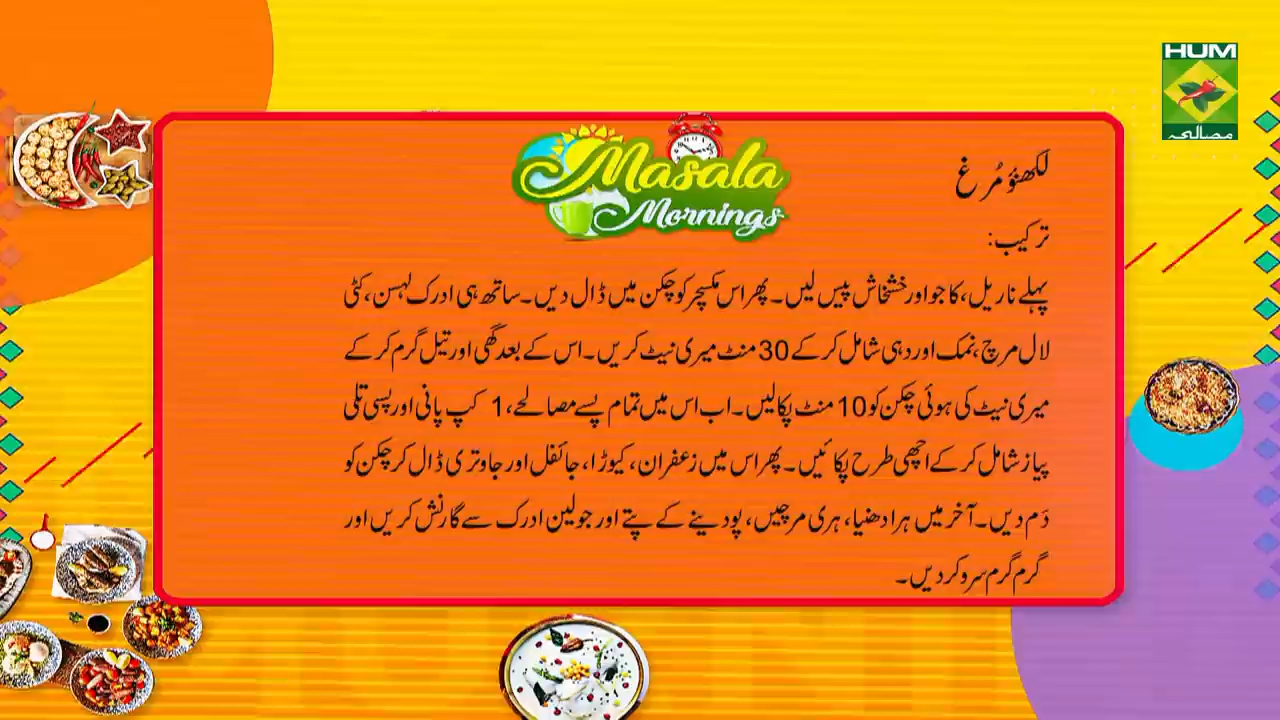 HUM
مصالحہ
Masala
Mornings
لکھنؤ مُرغ
ترکیب:
پہلے ناریل، کاجو اور خشخاش پیس لیں۔ پھر اس مکسچر کو چکن میں ڈال دیں۔ ساتھ ہی ادرک لہسن، کٹی
لال مرچ، نمک اور دہی شامل کر کے 30 منٹ میری نیٹ کریں۔ اس کے بعد گھی اور تیل گرم کر کے
میری نیٹ کی ہوئی چکن کو 10 منٹ پکالیں۔ اب اس میں تمام پسے مصالحے، 1 کپ پانی اور پسی تلی
پیاز شامل کر کے اچھی طرح پکائیں۔ پھر اس میں زعفران، کیوڑا، جائفل اور جاوتری ڈال کر چکن کو
دَم دیں۔ آخر میں ہرا دھنیا، ہری مرچیں، پودینے کے پتے اور جولین ادرک سے گارنش کریں اور
گرم گرم سرو کر دیں۔